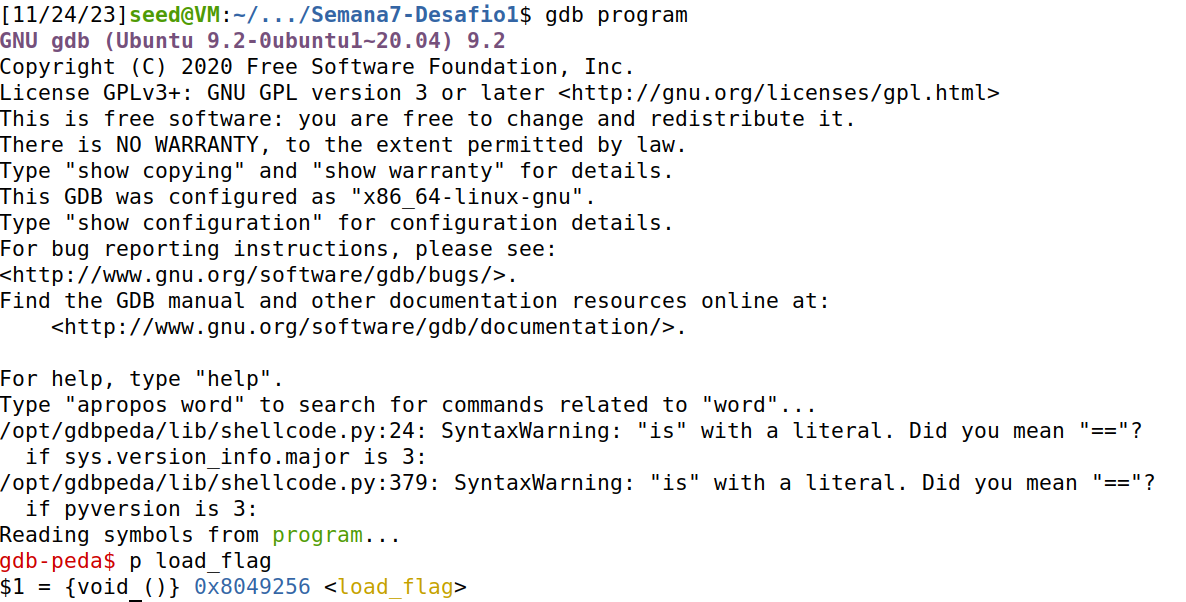 [11/24/23]seed@VM:~/.../Semana7-Desafio1$ gdb program
GNU gdb (Ubuntu 9.2-0ubuntu1~20.04) 9.2
Copyright (C) 2020 Free Software Foundation, Inc.
License GPLv3+: GNU GPL version 3 or later <http://gnu.org/licenses/gpl.html>
This is free software: you are free to change and redistribute it.
There is NO WARRANTY, to the extent permitted by law.
Type "show copying" and "show warranty" for details.
This GDB was configured as "x86_64-linux-gnu".
Type "show configuration" for configuration details.
For bug reporting instructions, please see:
<http://www.gnu.org/software/gdb/bugs/>.
Find the GDB manual and other documentation resources online at:
    <http://www.gnu.org/software/gdb/documentation/>.

For help, type "help".
Type "apropos word" to search for commands related to "word"...
/opt/gdbpeda/lib/shellcode.py:24: SyntaxWarning: "is" with a literal. Did you mean "=="?
  if sys.version_info.major is 3:
/opt/gdbpeda/lib/shellcode.py:379: SyntaxWarning: "is" with a literal. Did you mean "=="?
  if pyversion is 3:
Reading symbols from program...
gdb-peda$ p load_flag
$1 = {void_()} 0x8049256 <load_flag>